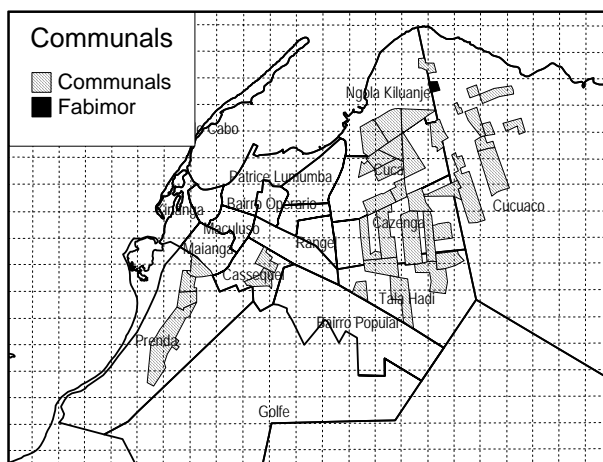 Communals
Communals
Fabimor
Ngola Kiluanje
Cabo
Cuca
Patrice Lumumba
Bairro Operario
Kinanga
Cucuaco
Maculuso
Cazenga
Rangel
Maianga
Cassequel
Tala Hadi
Bairro Popular
Prenda
Golfe